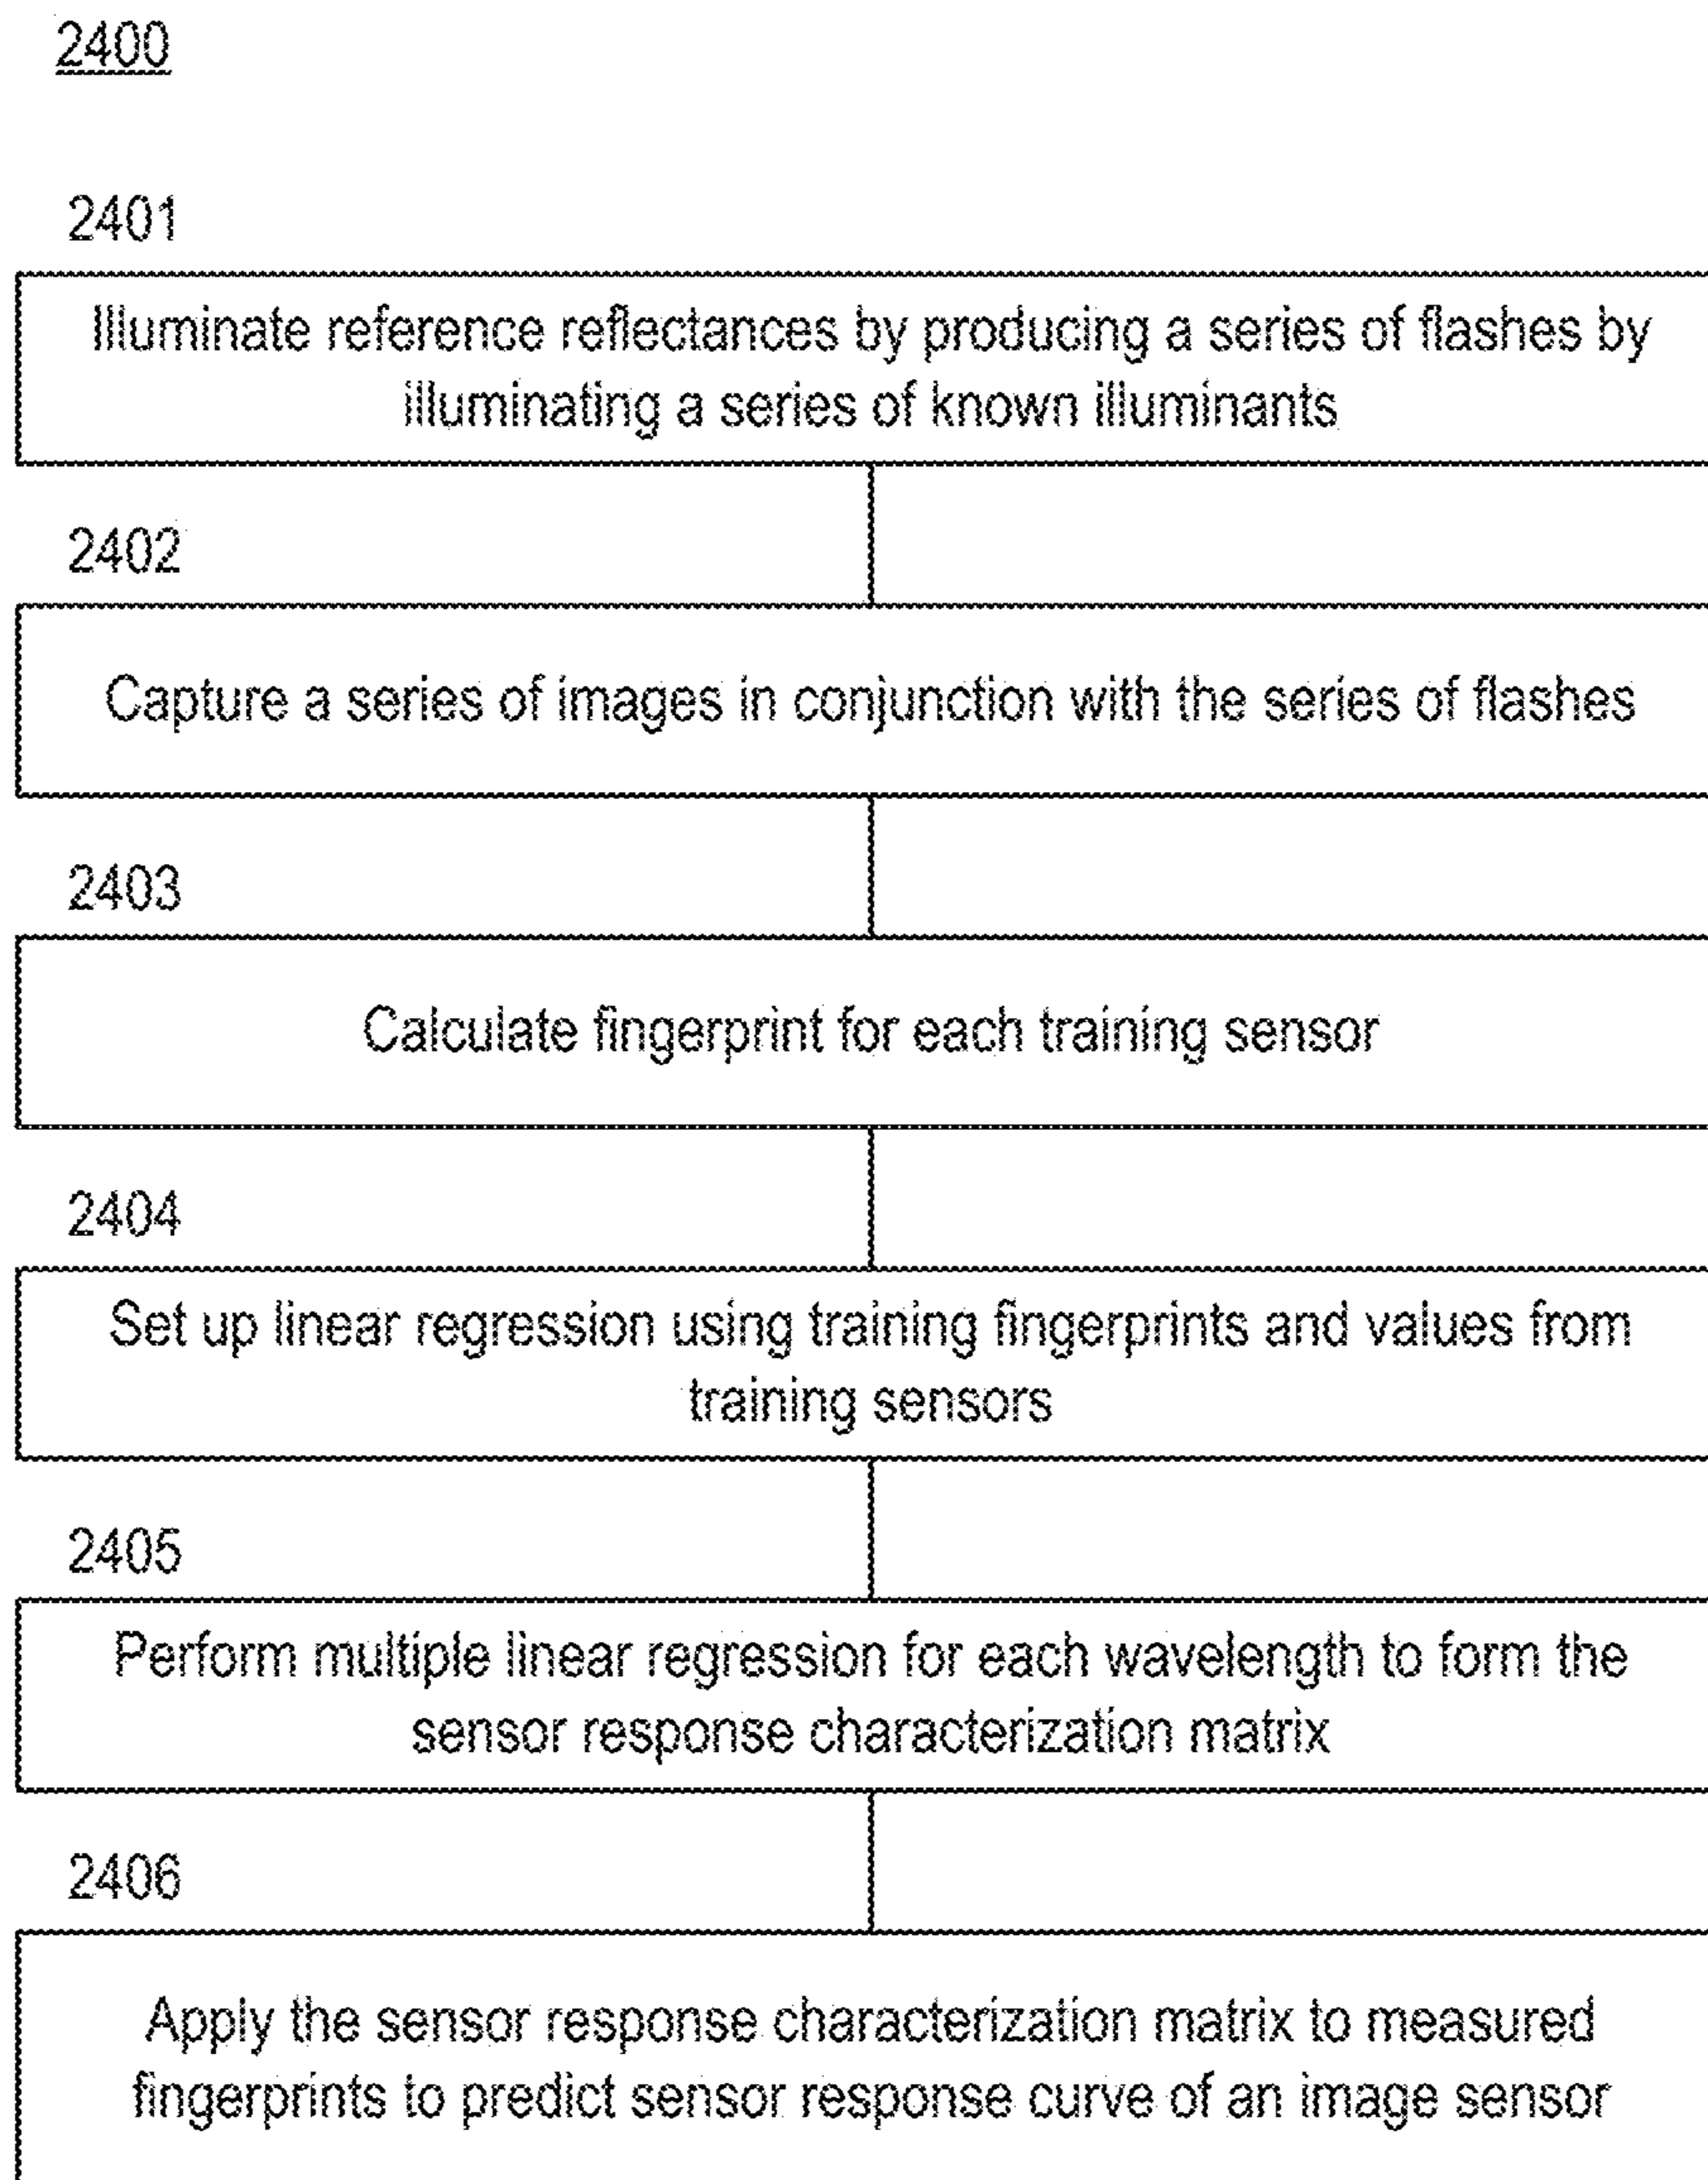 2400
2401
Illuminate reference reflectances by producing a series of flashes by
illuminating a series of known illuminants
2402
Capture a series of images in conjunction with the series of flashes
2403
Calculate fingerprint for each training sensor
2404
Set up linear regression using training fingerprints and values from
training sensors
2405
Perform multiple linear regression for each wavelength to form the
sensor response characterization matrix
2406
Apply the sensor response characterization matrix to measured
fingerprints to predict sensor response curve of an image sensor